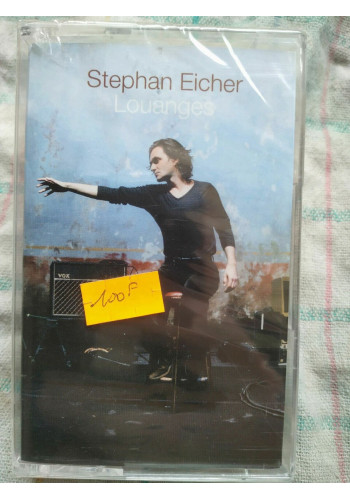 Stephan Eicher
Louanges
VOX
100F